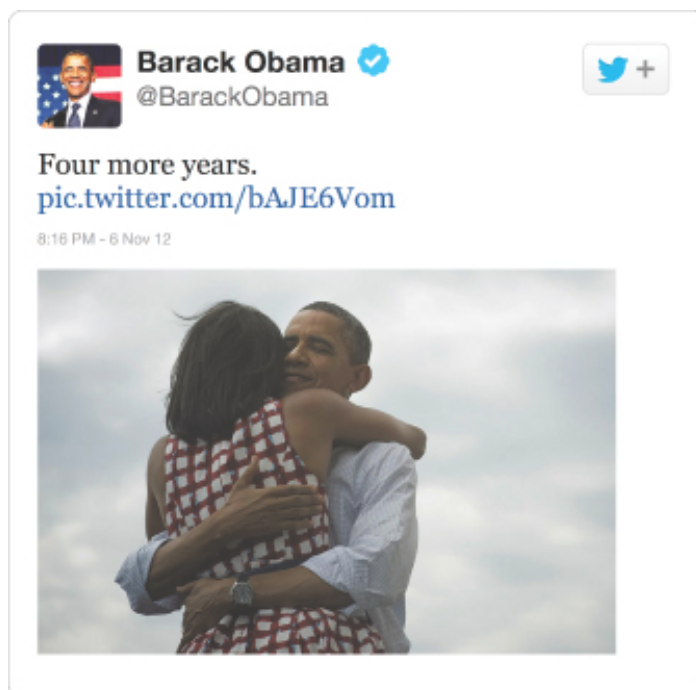 Barack Obama
@BarackObama
Four more years.
pic.twitter.com/bAJE6Vom
8:16 PM - 6 Nov 12